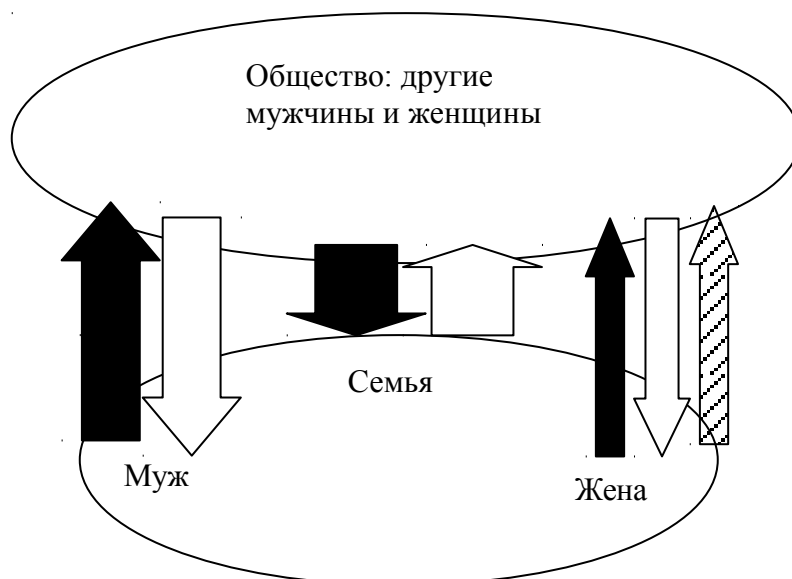 Общество: другие
мужчины и женщины
Семья
Муж
Жена